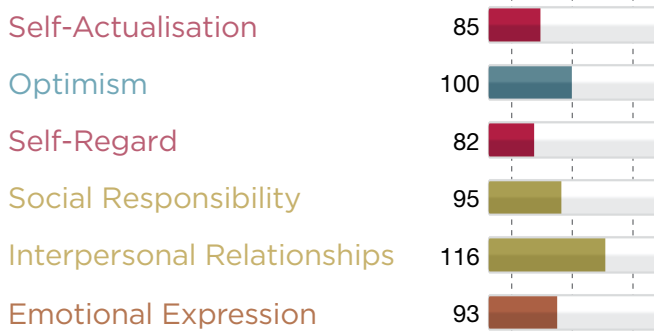 Self-Actualisation 85
Optimism 100
Self-Regard 82
Social Responsibility 95
Interpersonal Relationships 116
Emotional Expression 93